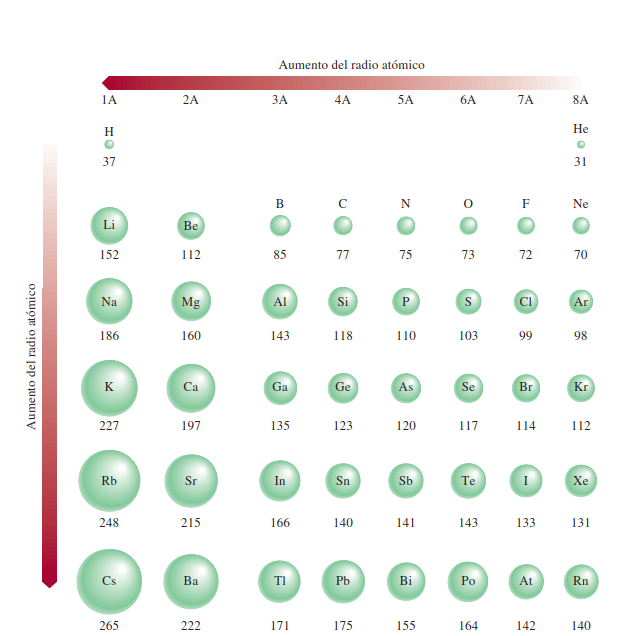 Aumento del radio atómico
1A 2A 3A 4A 5A 6A 7A 8A
H He
37 31
B C N O F Ne
Li Be
152 112 85 77 75 73 72 70
Na Mg Al Si P S Cl Ar
186 160 143 118 110 103 99 98
K Ca Ga Ge As Se Br Kr
227 197 135 123 120 117 114 112
Rb Sr In Sn Sb Te I Xe
248 215 166 140 141 143 133 131
Cs Ba Tl Pb Bi Po At Rn
265 222 171 175 155 164 142 140
Aumento del radio atómico